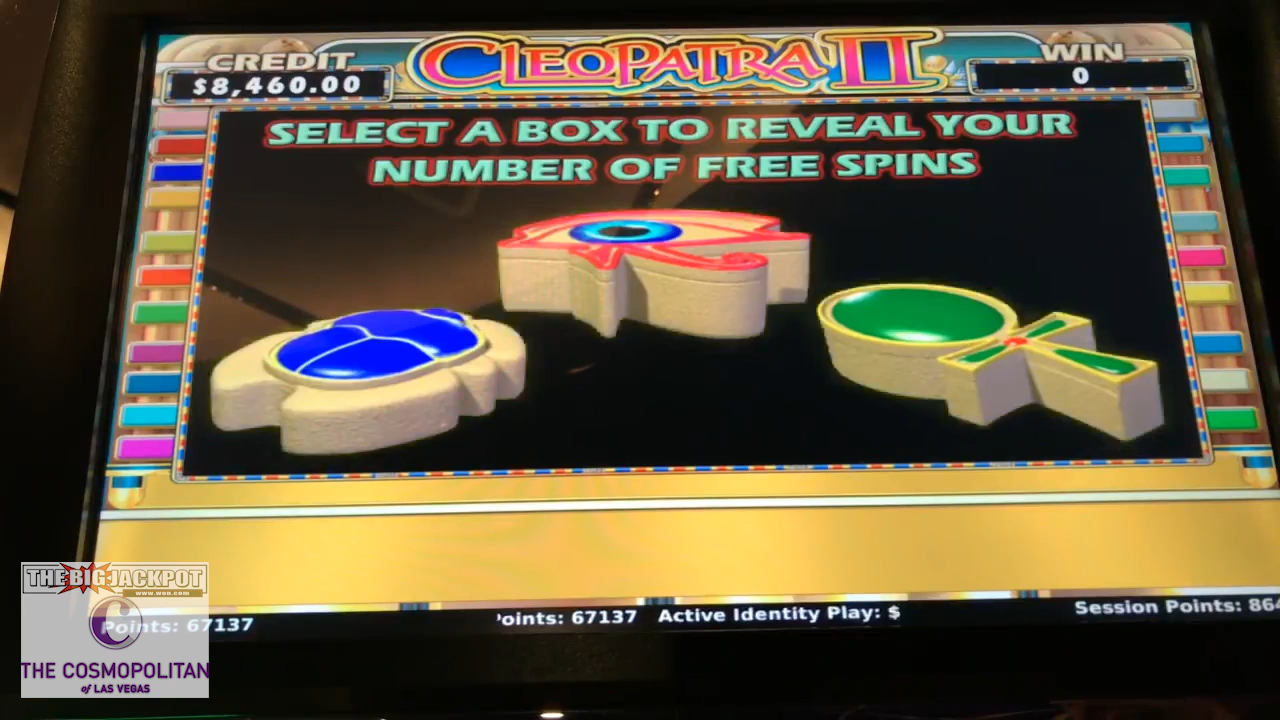 CREDIT
$8,460.00
CLEOPATRA II
WIN
0
SELECT A BOX TO REVEAL YOUR
NUMBER OF FREE SPINS
THE BIG JACKPOT
C
THE COSMOPOLITAN
of LAS VEGAS
Points: 67137
Points: 67137 Active Identity Play: $
Session Points: 864